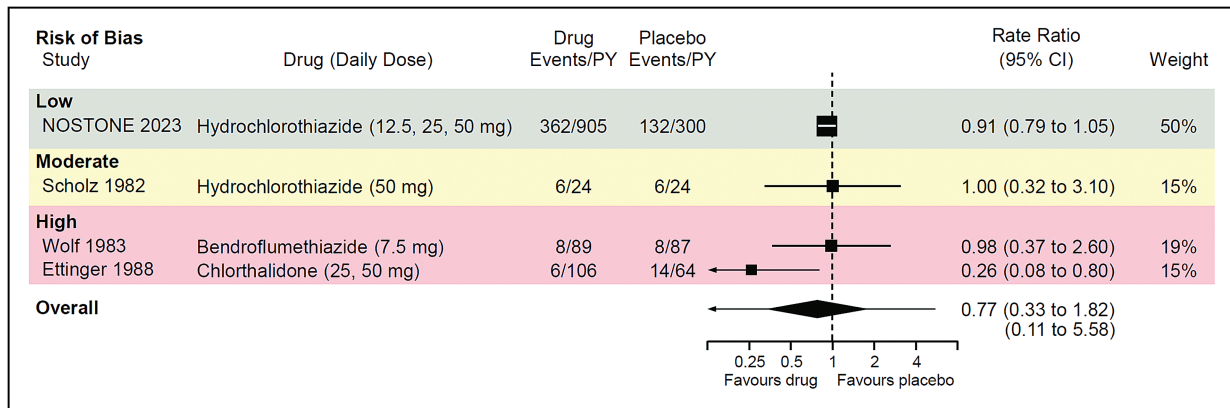 Risk of Bias
Study Drug (Daily Dose) Drug Events/PY Placebo Events/PY Rate Ratio (95% CI) Weight
Low
NOSTONE 2023 Hydrochlorothiazide (12.5, 25, 50 mg) 362/905 132/300 0.91 (0.79 to 1.05) 50%
Moderate
Scholz 1982 Hydrochlorothiazide (50 mg) 6/24 6/24 1.00 (0.32 to 3.10) 15%
High
Wolf 1983 Bendroflumethiazide (7.5 mg) 8/89 8/87 0.98 (0.37 to 2.60) 19%
Ettinger 1988 Chlorthalidone (25, 50 mg) 6/106 14/64 0.26 (0.08 to 0.80) 15%
Overall 0.77 (0.33 to 1.82)
(0.11 to 5.58)
0.25 0.5 1 2 4
Favours drug Favours placebo